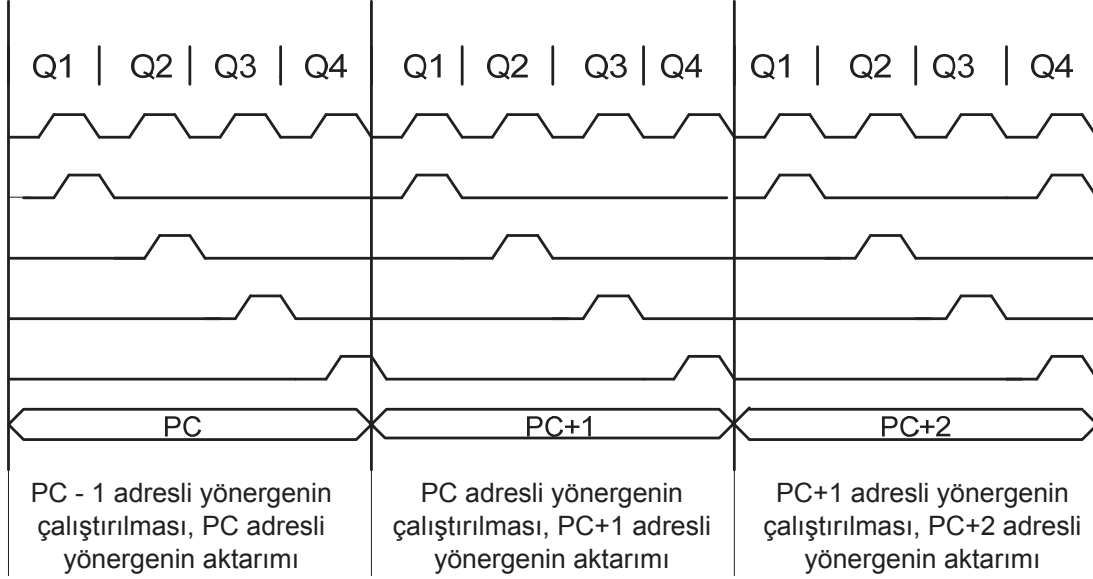 Q1 | Q2 | Q3 | Q4 Q1 | Q2 | Q3 | Q4 Q1 | Q2 | Q3 | Q4
PC PC+1 PC+2
PC - 1 adresli yönergenin
çalıştırılması, PC adresli
yönergenin aktarımı
PC adresli yönergenin
çalıştırılması, PC+1 adresli
yönergenin aktarımı
PC+1 adresli yönergenin
çalıştırılması, PC+2 adresli
yönergenin aktarımı